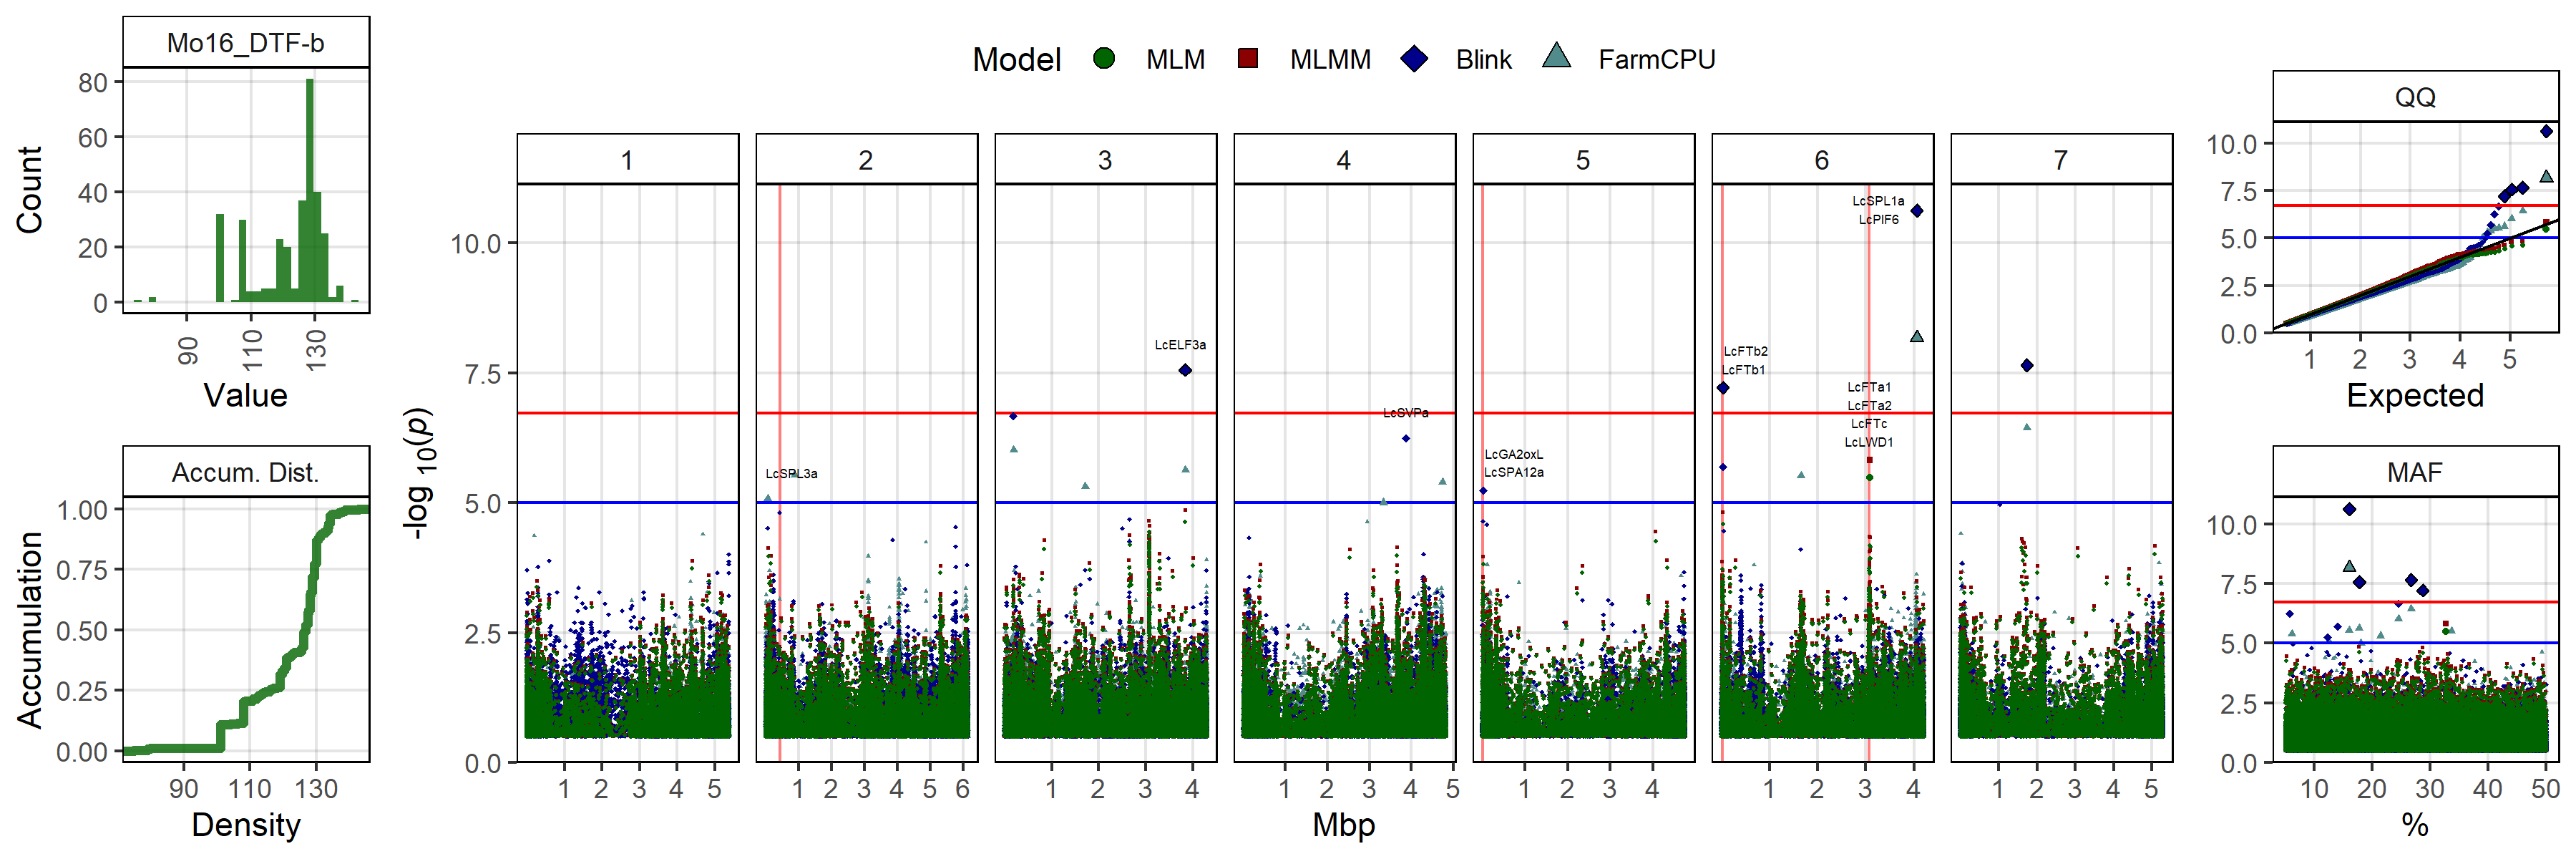 Mo16_DTF-b
80
60
40
20
0
Count
90
110
130
Value
Accum. Dist.
1.00
0.75
0.50
0.25
0.00
Accumulation
90 110 130
Density
Model MLM MLMM Blink FarmCPU
-log 10(p)
10.0
7.5
5.0
2.5
0.0
1 2 3 4 5 6 7
LcSPL3a
LcELF3a
LcSVPa
LcGA2oxL
LcSPA12a
LcFTb2
LcFTb1
LcSPL1a
LcPIF6
LcFTa1
LcFTa2
LcFTc
LcLWD1
1 2 3 4 5
1 2 3 4 5 6
1 2 3 4
1 2 3 4 5
1 2 3 4
1 2 3 4
1 2 3 4 5
Mbp
QQ
10.0
7.5
5.0
2.5
0.0
1 2 3 4 5
Expected
MAF
10.0
7.5
5.0
2.5
0.0
10 20 30 40 50
%